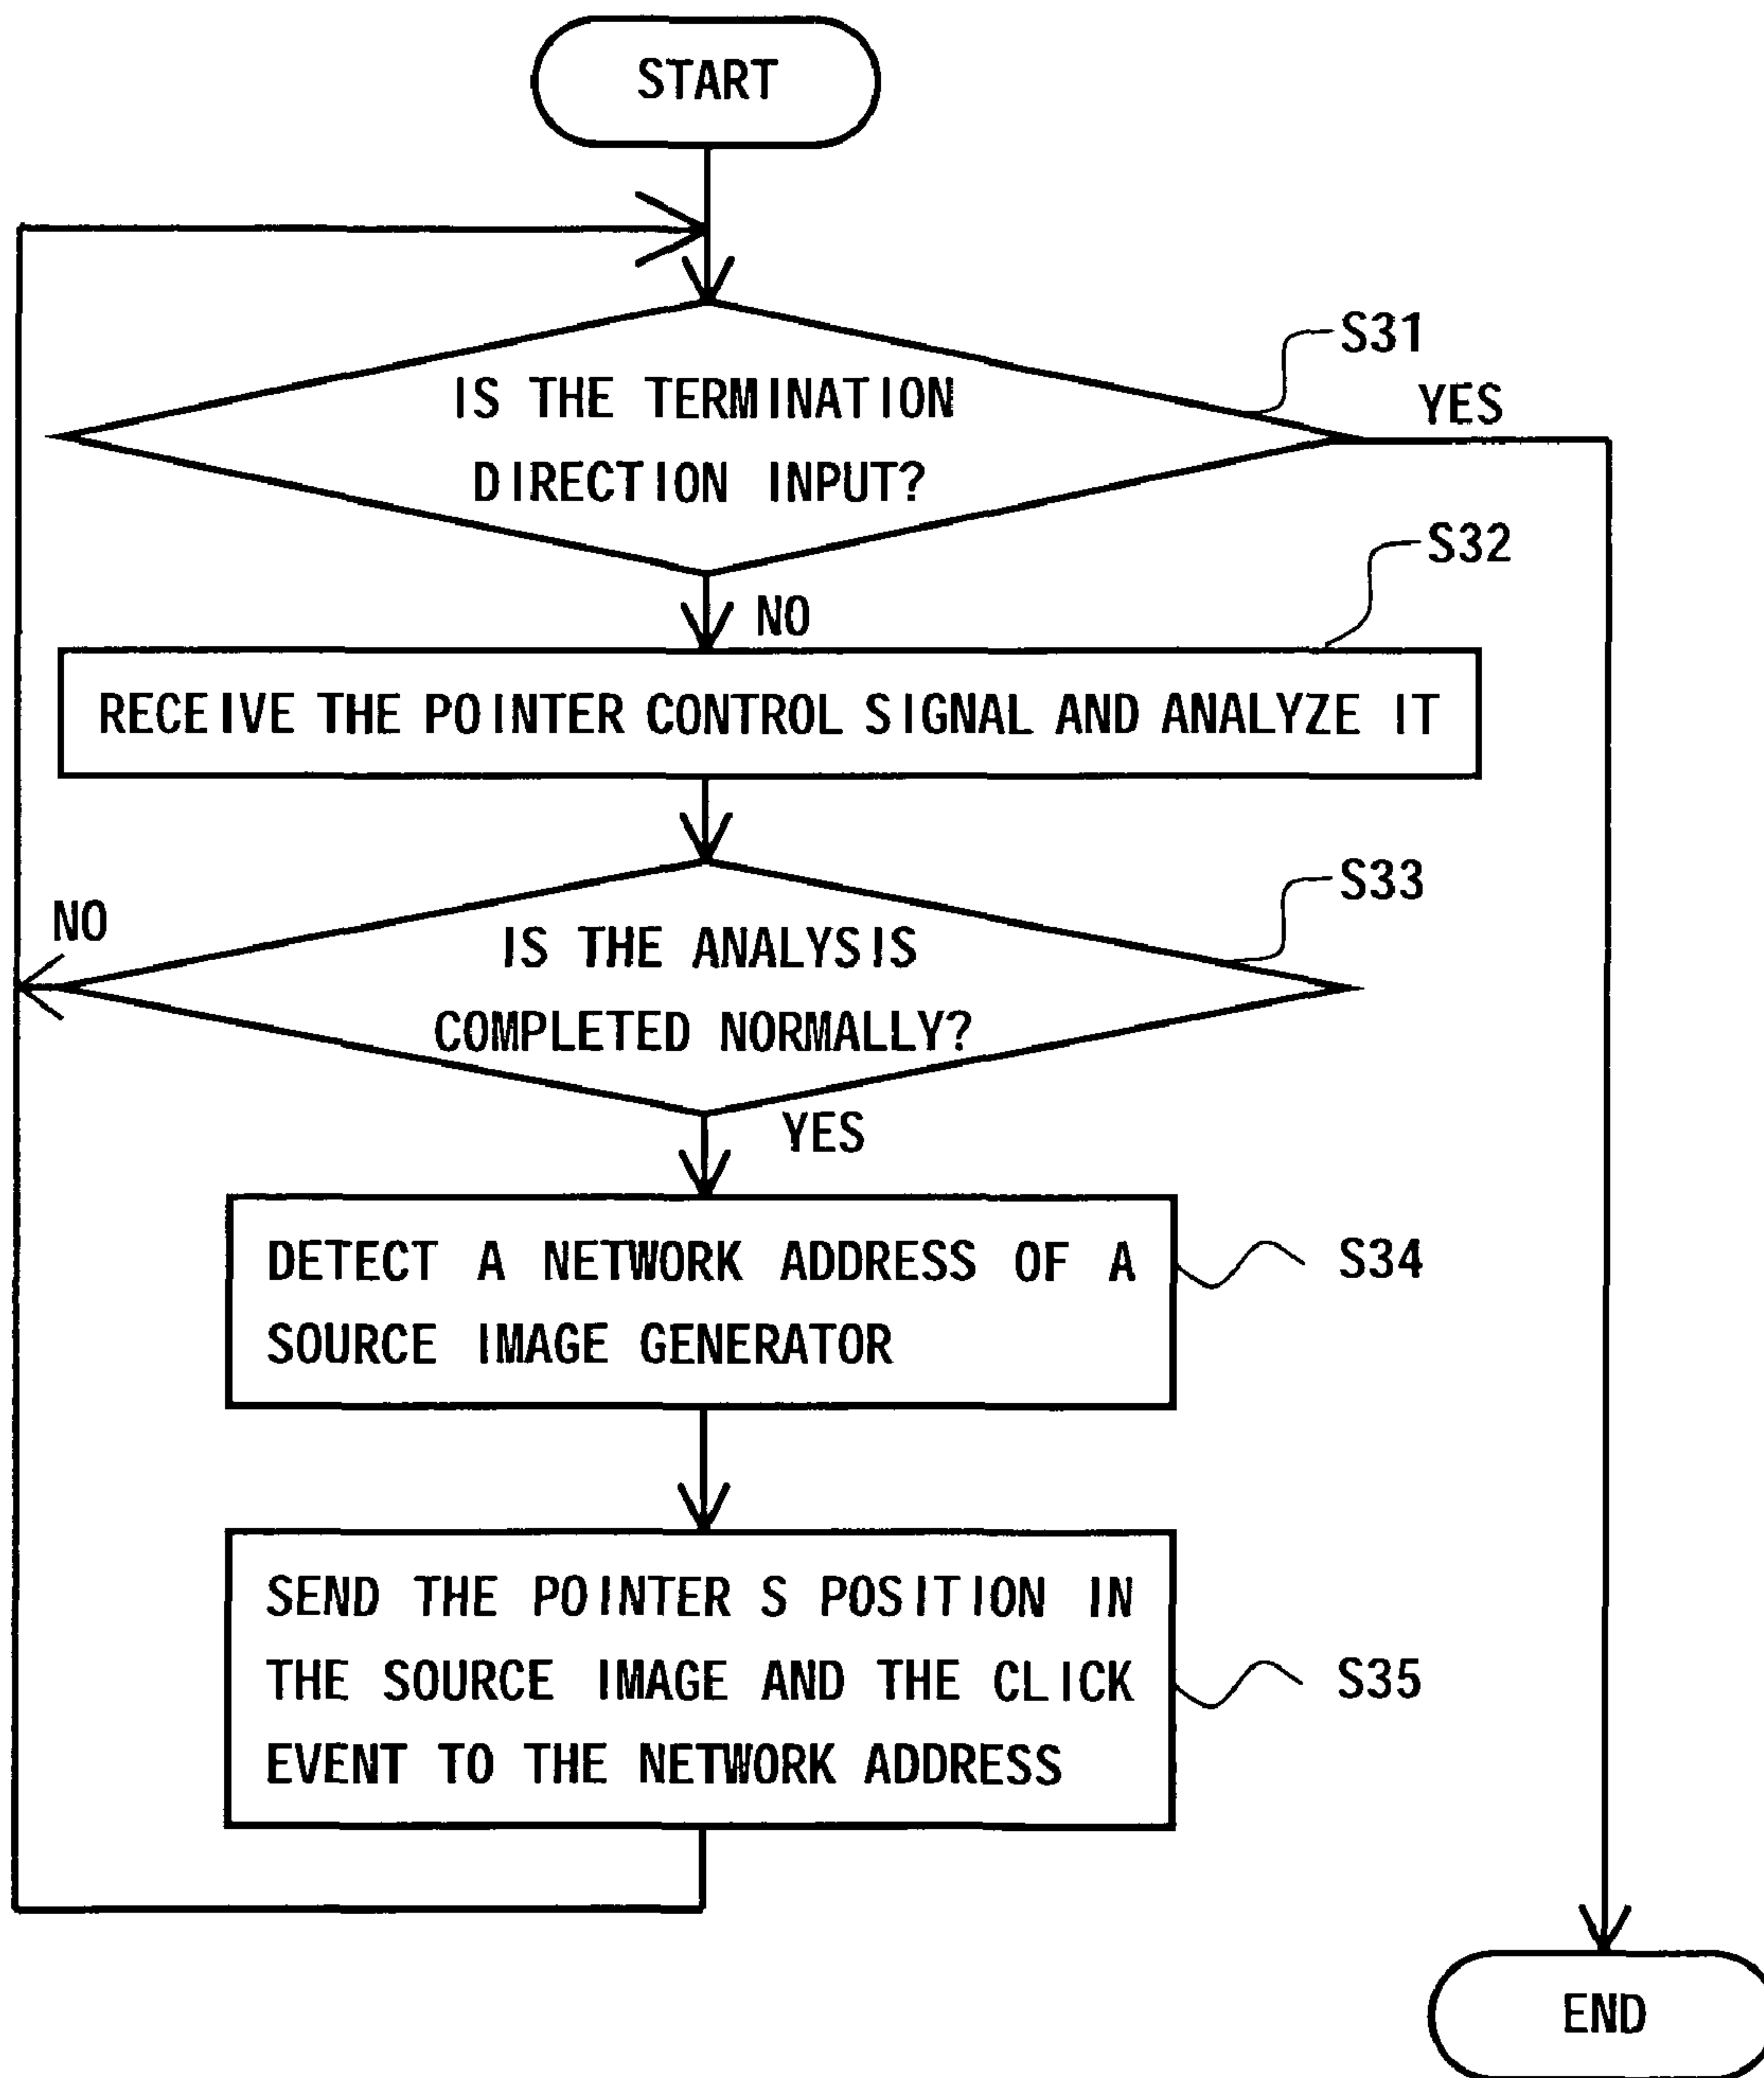 START
S31
IS THE TERMINATION
DIRECTION INPUT?
YES
S32
NO
RECEIVE THE POINTER CONTROL SIGNAL AND ANALYZE IT
S33
NO
IS THE ANALYSIS
COMPLETED NORMALLY?
YES
DETECT A NETWORK ADDRESS OF A
SOURCE IMAGE GENERATOR
S34
SEND THE POINTER S POSITION IN
THE SOURCE IMAGE AND THE CLICK
EVENT TO THE NETWORK ADDRESS
S35
END